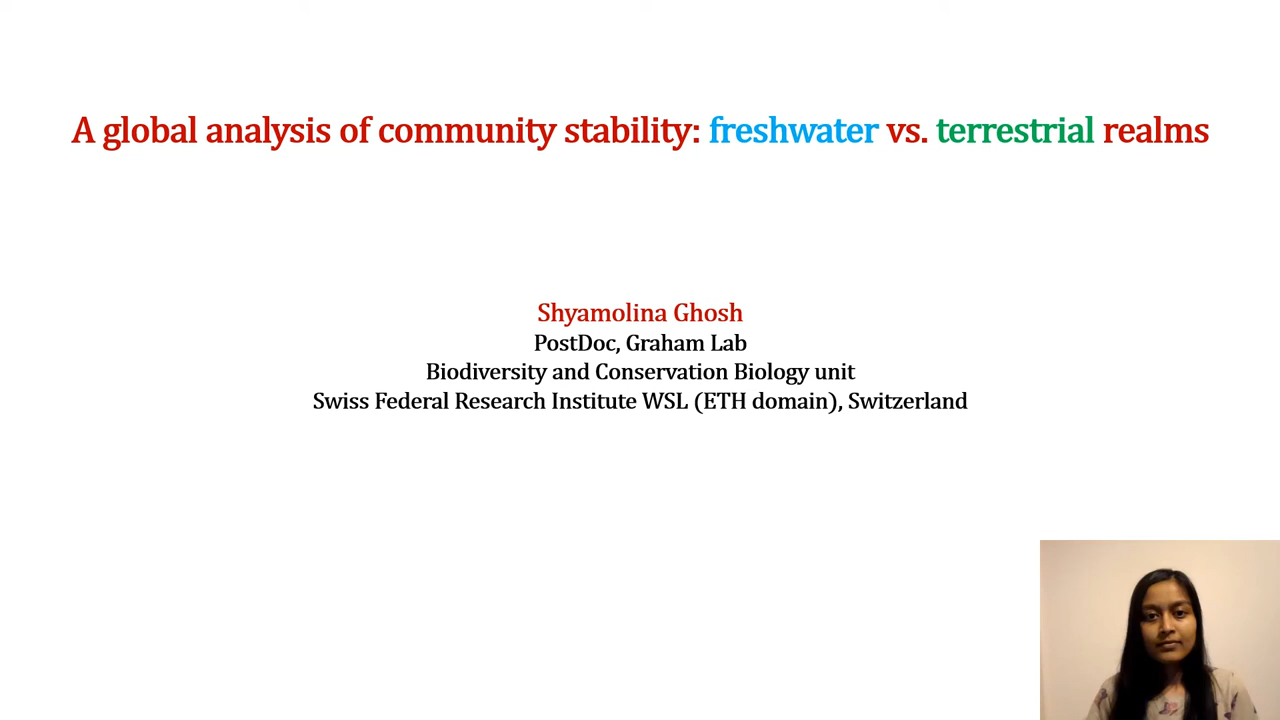 A global analysis of community stability: freshwater vs. terrestrial realms
Shyamolina Ghosh
PostDoc, Graham Lab
Biodiversity and Conservation Biology unit
Swiss Federal Research Institute WSL (ETH domain), Switzerland